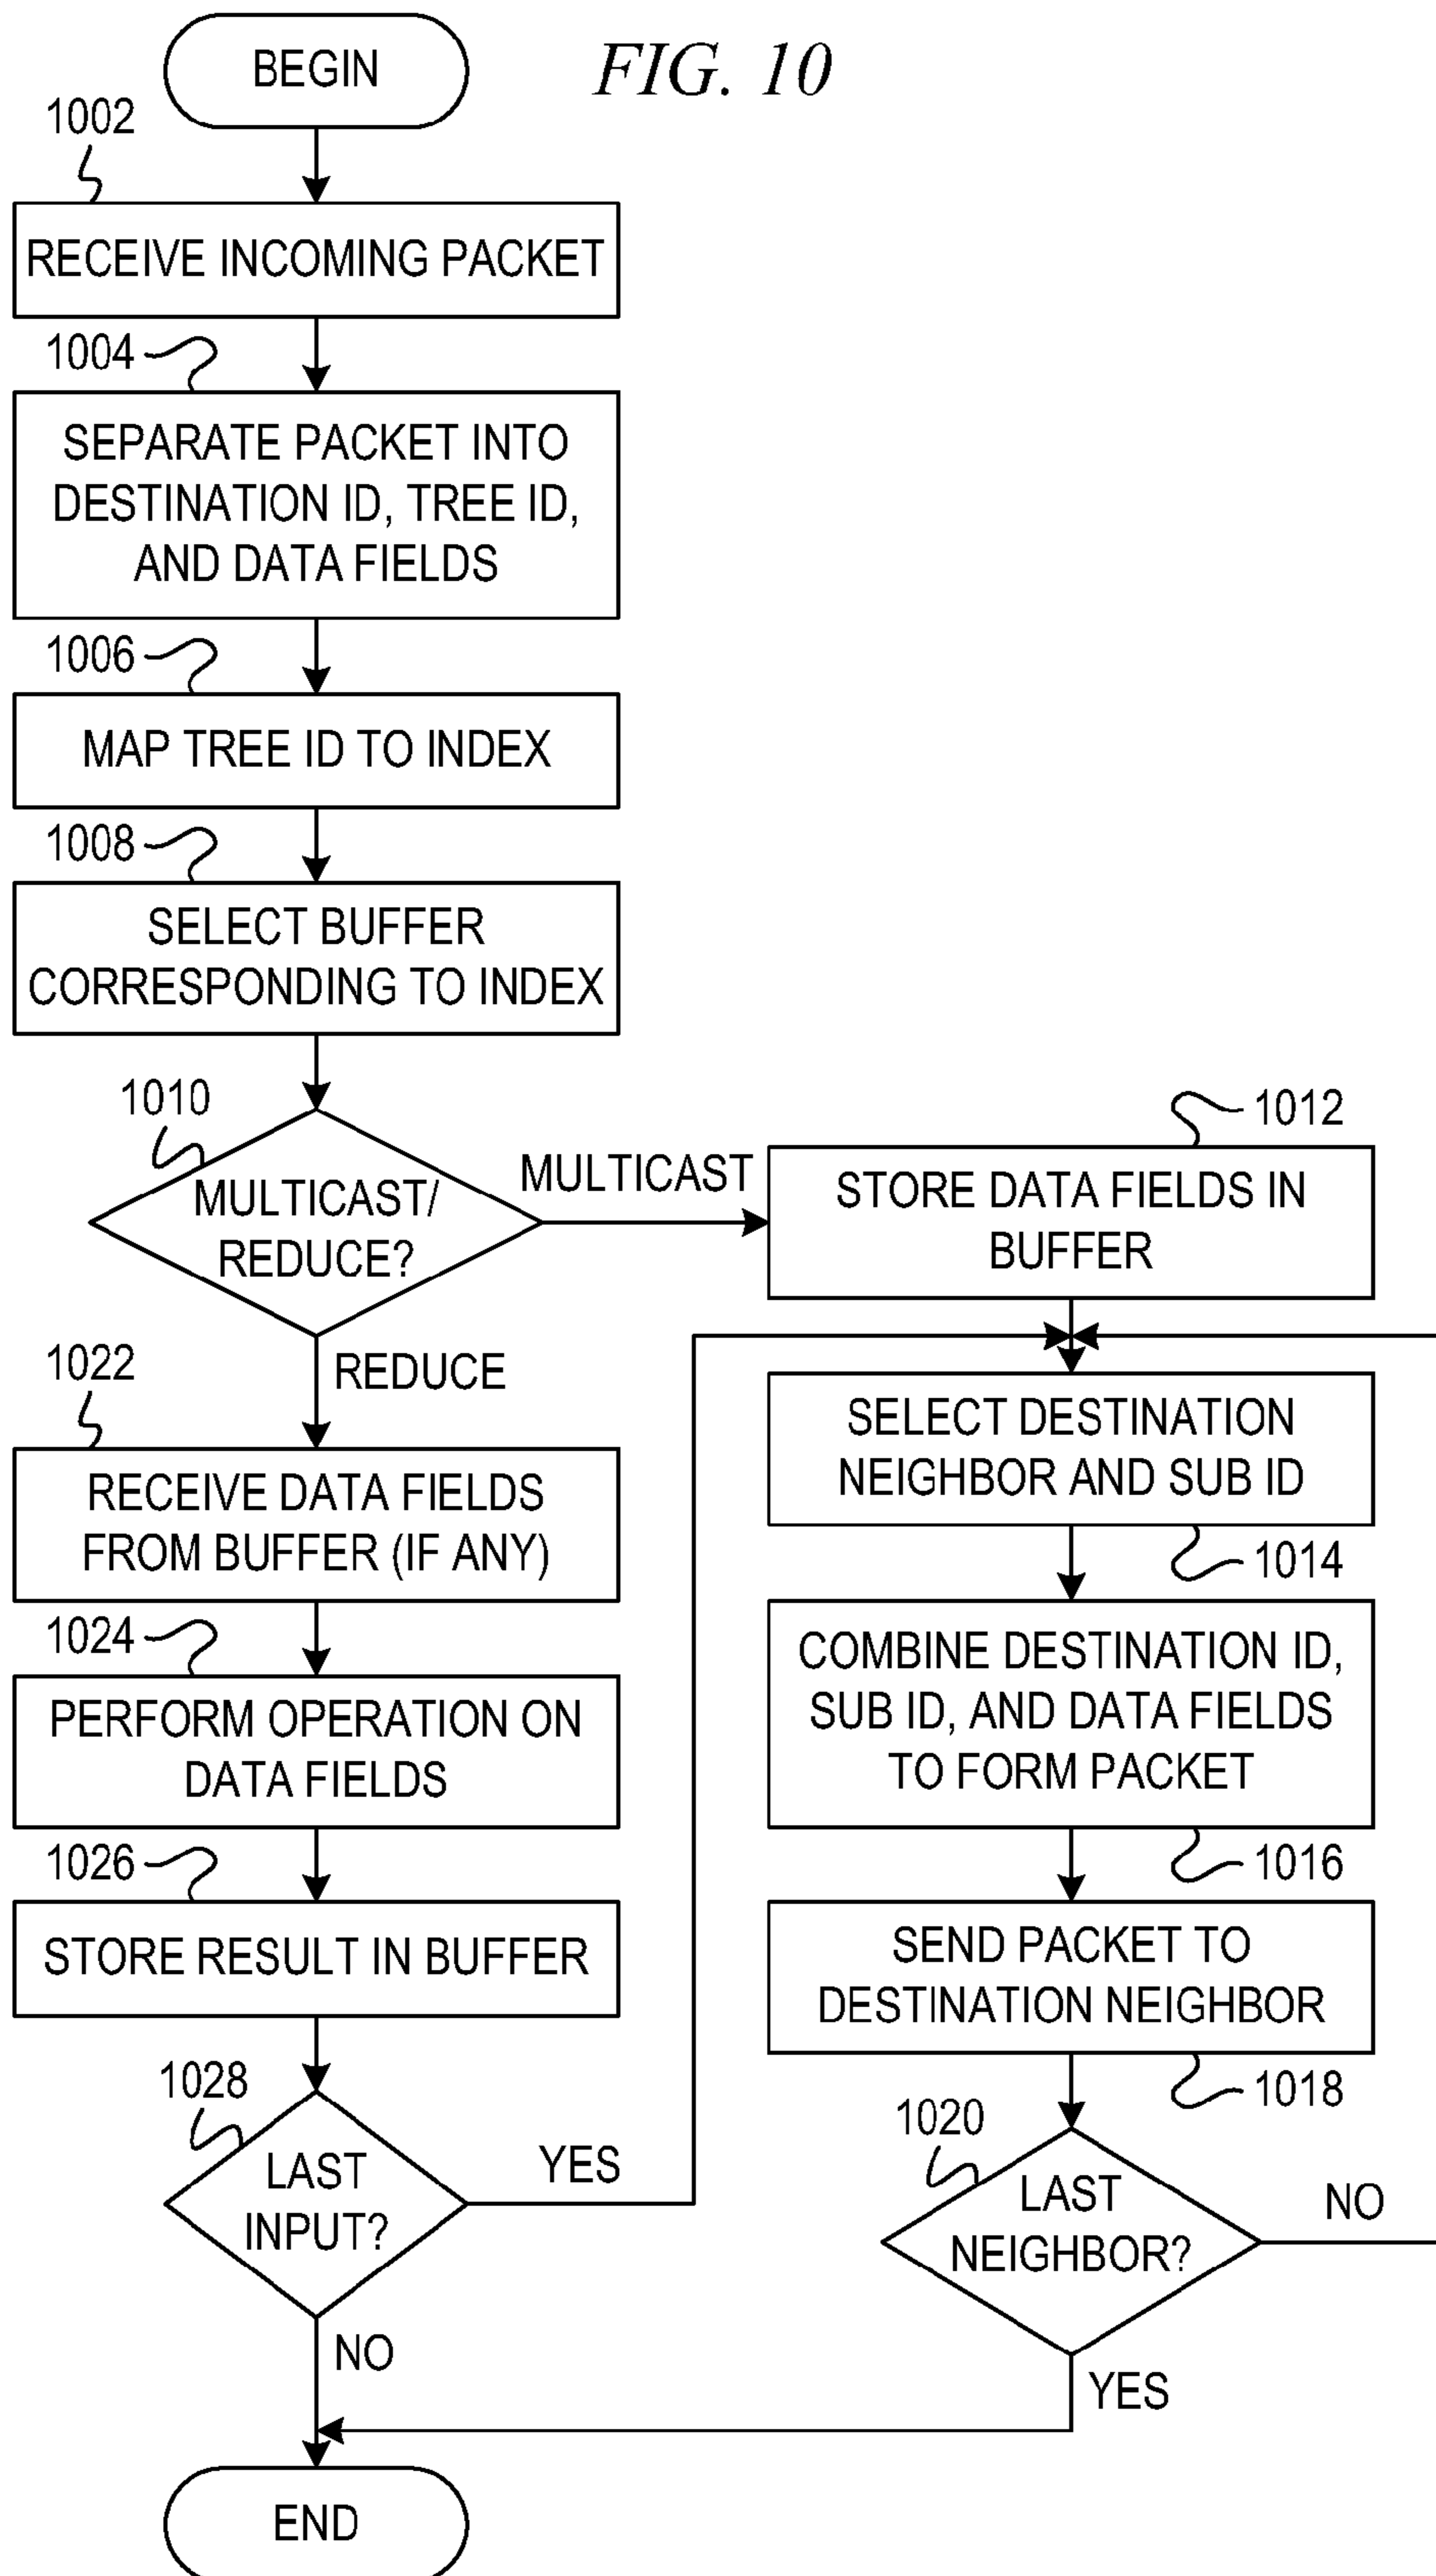 BEGIN
FIG. 10
1002
RECEIVE INCOMING PACKET
1004
SEPARATE PACKET INTO
DESTINATION ID, TREE ID,
AND DATA FIELDS
1006
MAP TREE ID TO INDEX
1008
SELECT BUFFER
CORRESPONDING TO INDEX
1010
MULTICAST/
REDUCE?
MULTICAST
1012
STORE DATA FIELDS IN
BUFFER
REDUCE
1022
RECEIVE DATA FIELDS
FROM BUFFER (IF ANY)
1024
PERFORM OPERATION ON
DATA FIELDS
1026
STORE RESULT IN BUFFER
1028
LAST
INPUT?
YES
NO
SELECT DESTINATION
NEIGHBOR AND SUB ID
1014
COMBINE DESTINATION ID,
SUB ID, AND DATA FIELDS
TO FORM PACKET
1016
SEND PACKET TO
DESTINATION NEIGHBOR
1018
1020
LAST
NEIGHBOR?
NO
YES
END